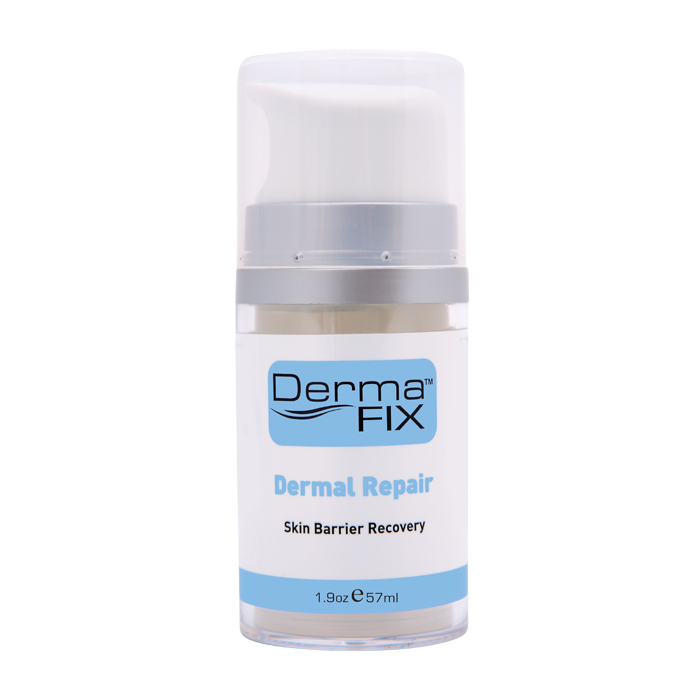 Derma™
FIX
Dermal Repair
Skin Barrier Recovery
1.9oz ℮ 57ml